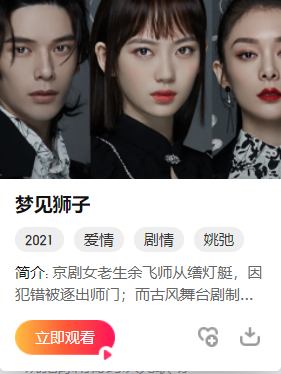 梦见狮子
2021 爱情 剧情 姚弛
简介: 京剧女老生余飞师从缮灯艇，因
犯错被逐出师门；而古风舞台剧制...
立即观看